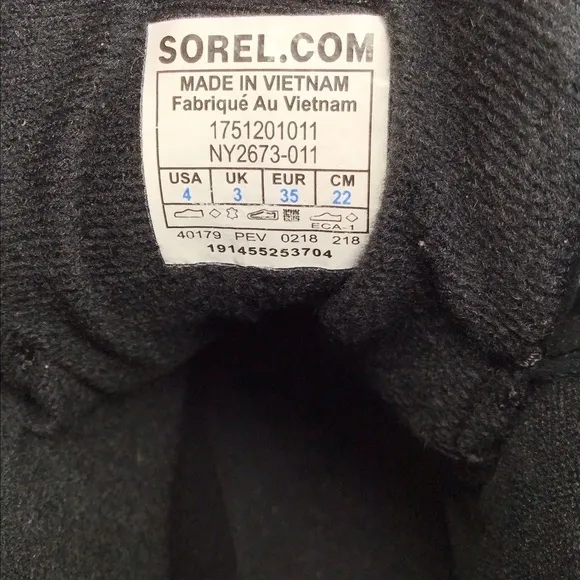 SOREL.COM
MADE IN VIETNAM
Fabriqué Au Vietnam
1751201011
NY2673-011
USA UK EUR CM
4 3 35 22
ECA-1
40179 PEV 0218 218
191455253704